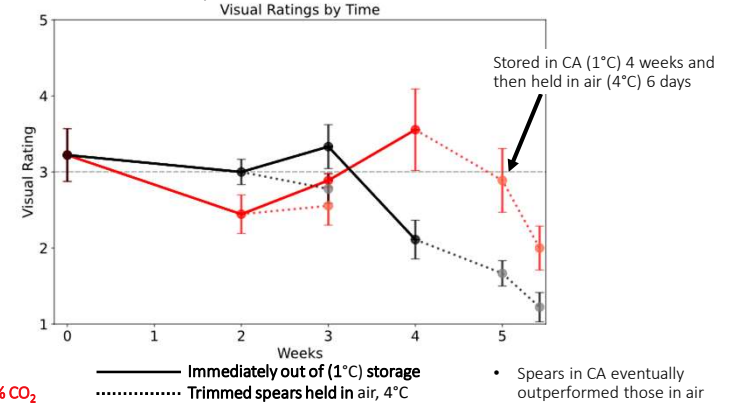 Visual Ratings by Time
5
4
3
2
1
Visual Rating
0 1 2 3 4 5
Weeks
Stored in CA (1°C) 4 weeks and
then held in air (4°C) 6 days
Immediately out of (1°C) storage
Trimmed spears held in air, 4°C
% CO₂
• Spears in CA eventually
outperformed those in air